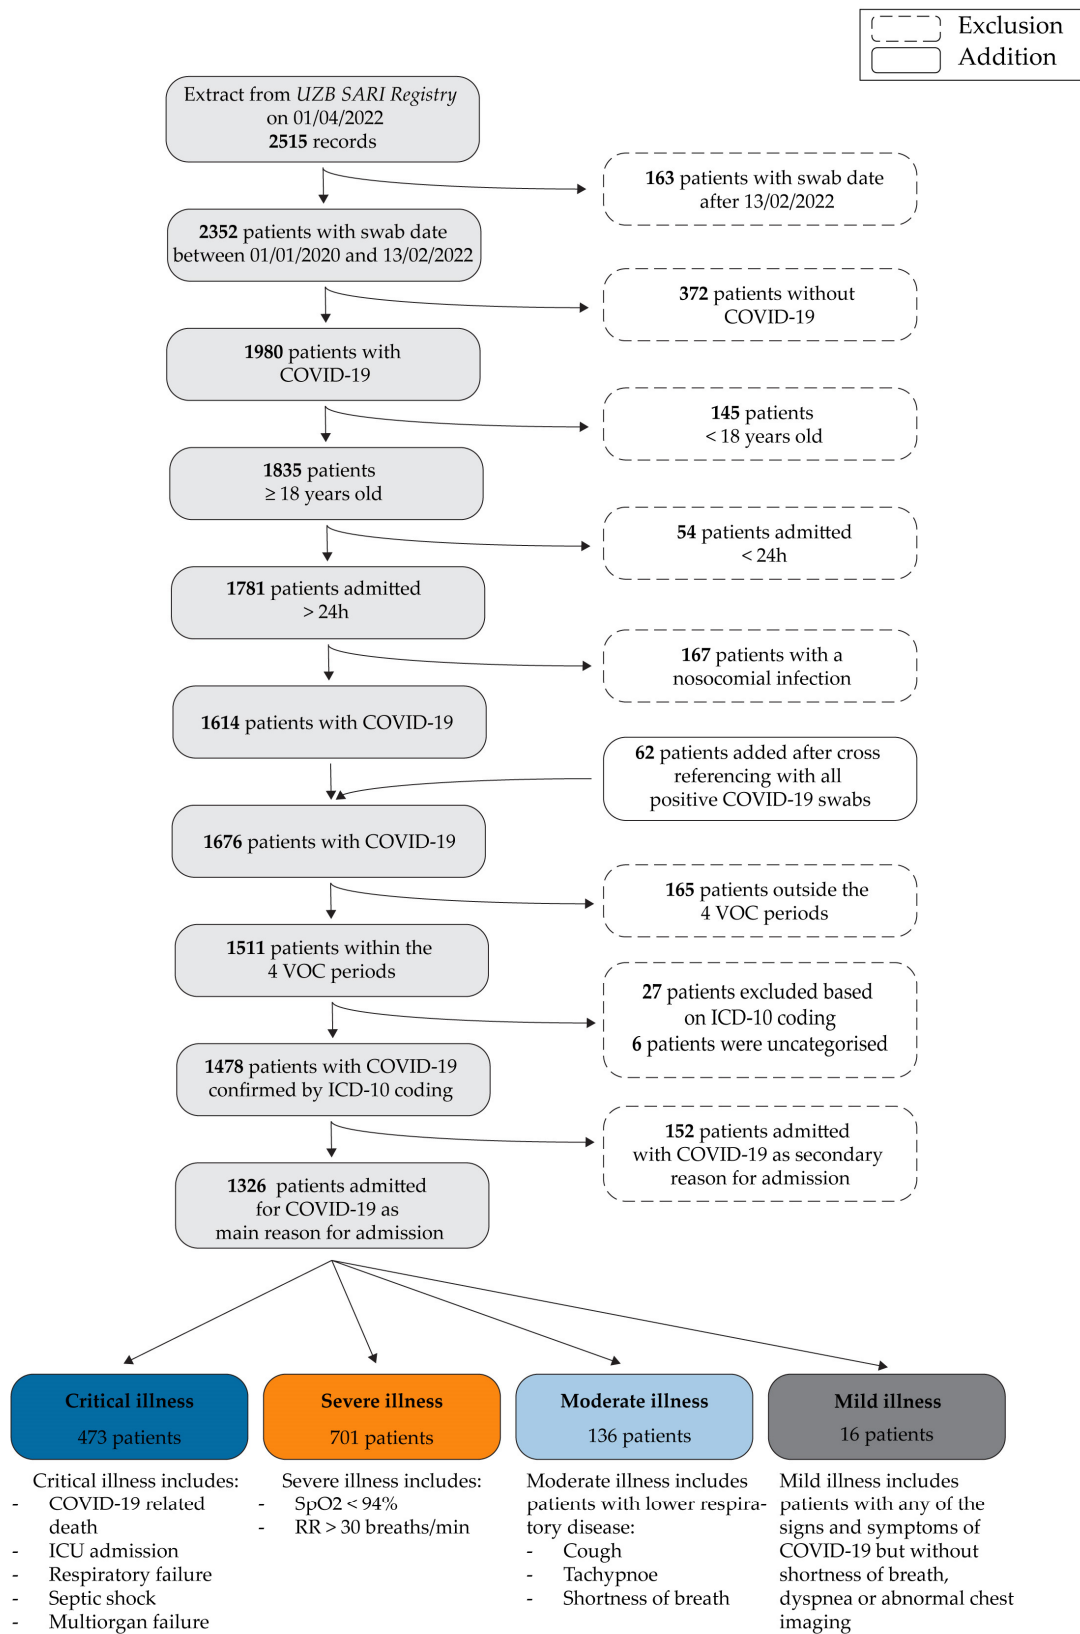 Exclusion
Addition
Extract from UZB SARI Registry
on 01/04/2022
2515 records
163 patients with swab date
after 13/02/2022
2352 patients with swab date
between 01/01/2020 and 13/02/2022
372 patients without
COVID-19
1980 patients with
COVID-19
145 patients
< 18 years old
1835 patients
≥ 18 years old
54 patients admitted
< 24h
1781 patients admitted
> 24h
167 patients with a
nosocomial infection
1614 patients with COVID-19
62 patients added after cross
referencing with all
positive COVID-19 swabs
1676 patients with COVID-19
165 patients outside the
4 VOC periods
1511 patients within the
4 VOC periods
27 patients excluded based
on ICD-10 coding
6 patients were uncategorised
1478 patients with COVID-19
confirmed by ICD-10 coding
152 patients admitted
with COVID-19 as secondary
reason for admission
1326 patients admitted
for COVID-19 as
main reason for admission
Critical illness
473 patients
Severe illness
701 patients
Moderate illness
136 patients
Mild illness
16 patients
Critical illness includes:
- COVID-19 related
death
- ICU admission
- Respiratory failure
- Septic shock
- Multiorgan failure
Severe illness includes:
- SpO2 < 94%
- RR > 30 breaths/min
Moderate illness includes
patients with lower respira-
tory disease:
- Cough
- Tachypnoe
- Shortness of breath
Mild illness includes
patients with any of the
signs and symptoms of
COVID-19 but without
shortness of breath,
dyspnea or abnormal chest
imaging